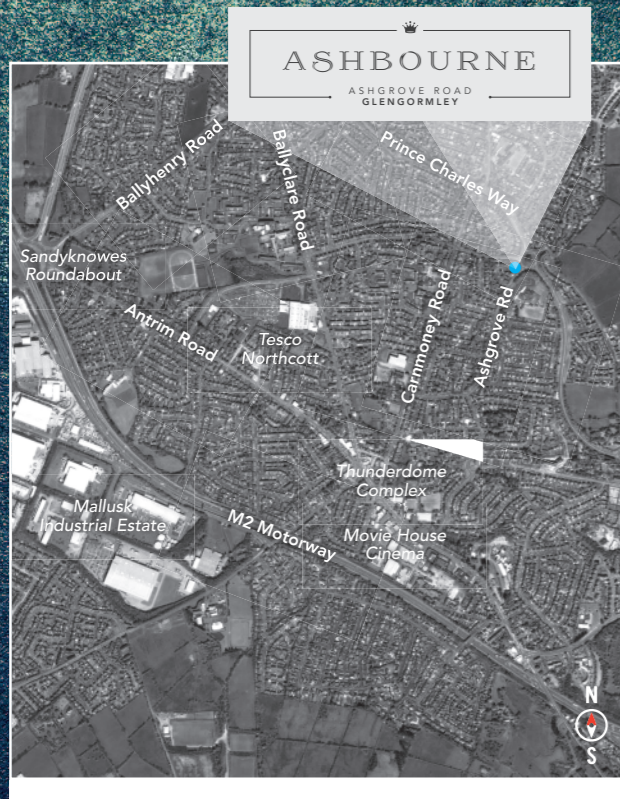 ASHBOURNE
ASHGROVE ROAD
GLENGORMLEY
Ballyhenry Road
Ballyclare Road
Prince Charles Way
Sandyknowes
Roundabout
Antrim Road
Tesco
Northcott
Carnmoney Road
Ashgrove Rd
Thunderdome
Complex
Mallusk
Industrial Estate
M2 Motorway
Movie House
Cinema
N
S